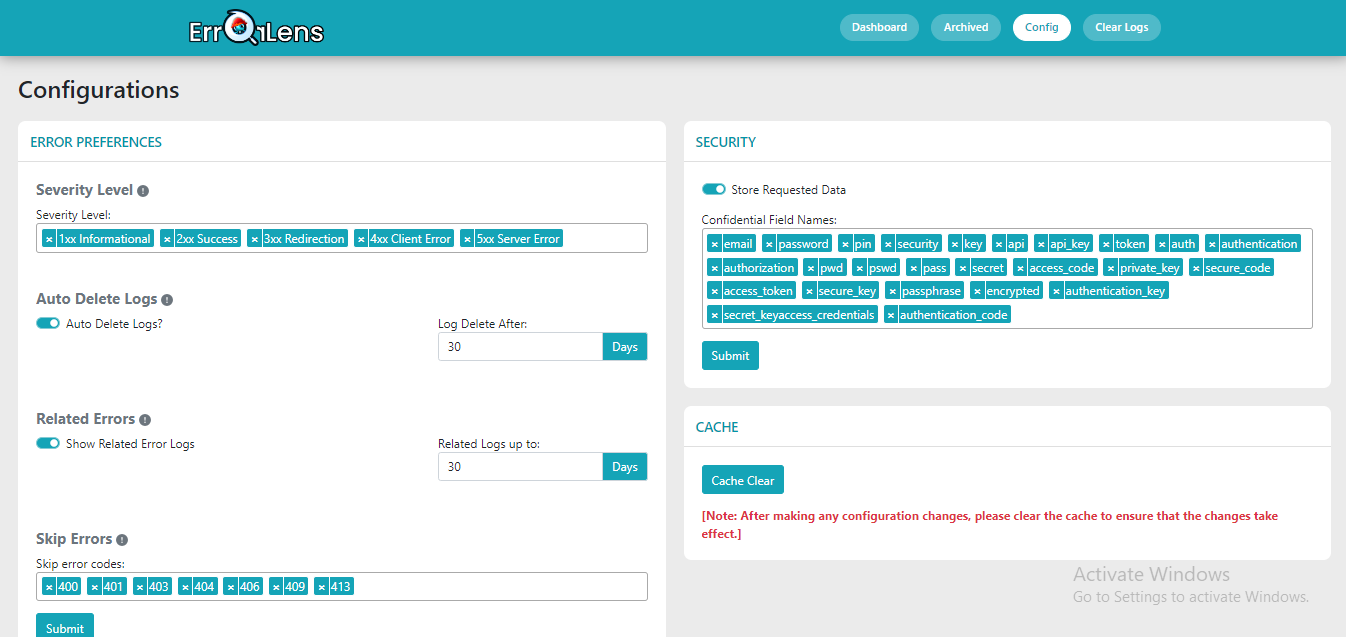 ErrorLens
Dashboard
Archived
Config
Clear Logs
Configurations
ERROR PREFERENCES
Severity Level
Severity Level:
× 1xx Informational × 2xx Success × 3xx Redirection × 4xx Client Error × 5xx Server Error
Auto Delete Logs
Auto Delete Logs?
Log Delete After:
30 Days
Related Errors
Show Related Error Logs
Related Logs up to:
30 Days
Skip Errors
Skip error codes:
× 400 × 401 × 403 × 404 × 406 × 409 × 413
Submit
SECURITY
Store Requested Data
Confidential Field Names:
× email × password × pin × security × key × api × api_key × token × auth × authentication
× authorization × pwd × pswd × pass × secret × access_code × private_key × secure_code
× access_token × secure_key × passphrase × encrypted × authentication_key
× secret_keyaccess_credentials × authentication_code
Submit
CACHE
Cache Clear
[Note: After making any configuration changes, please clear the cache to ensure that the changes take
effect.]
Activate Windows
Go to Settings to activate Windows.